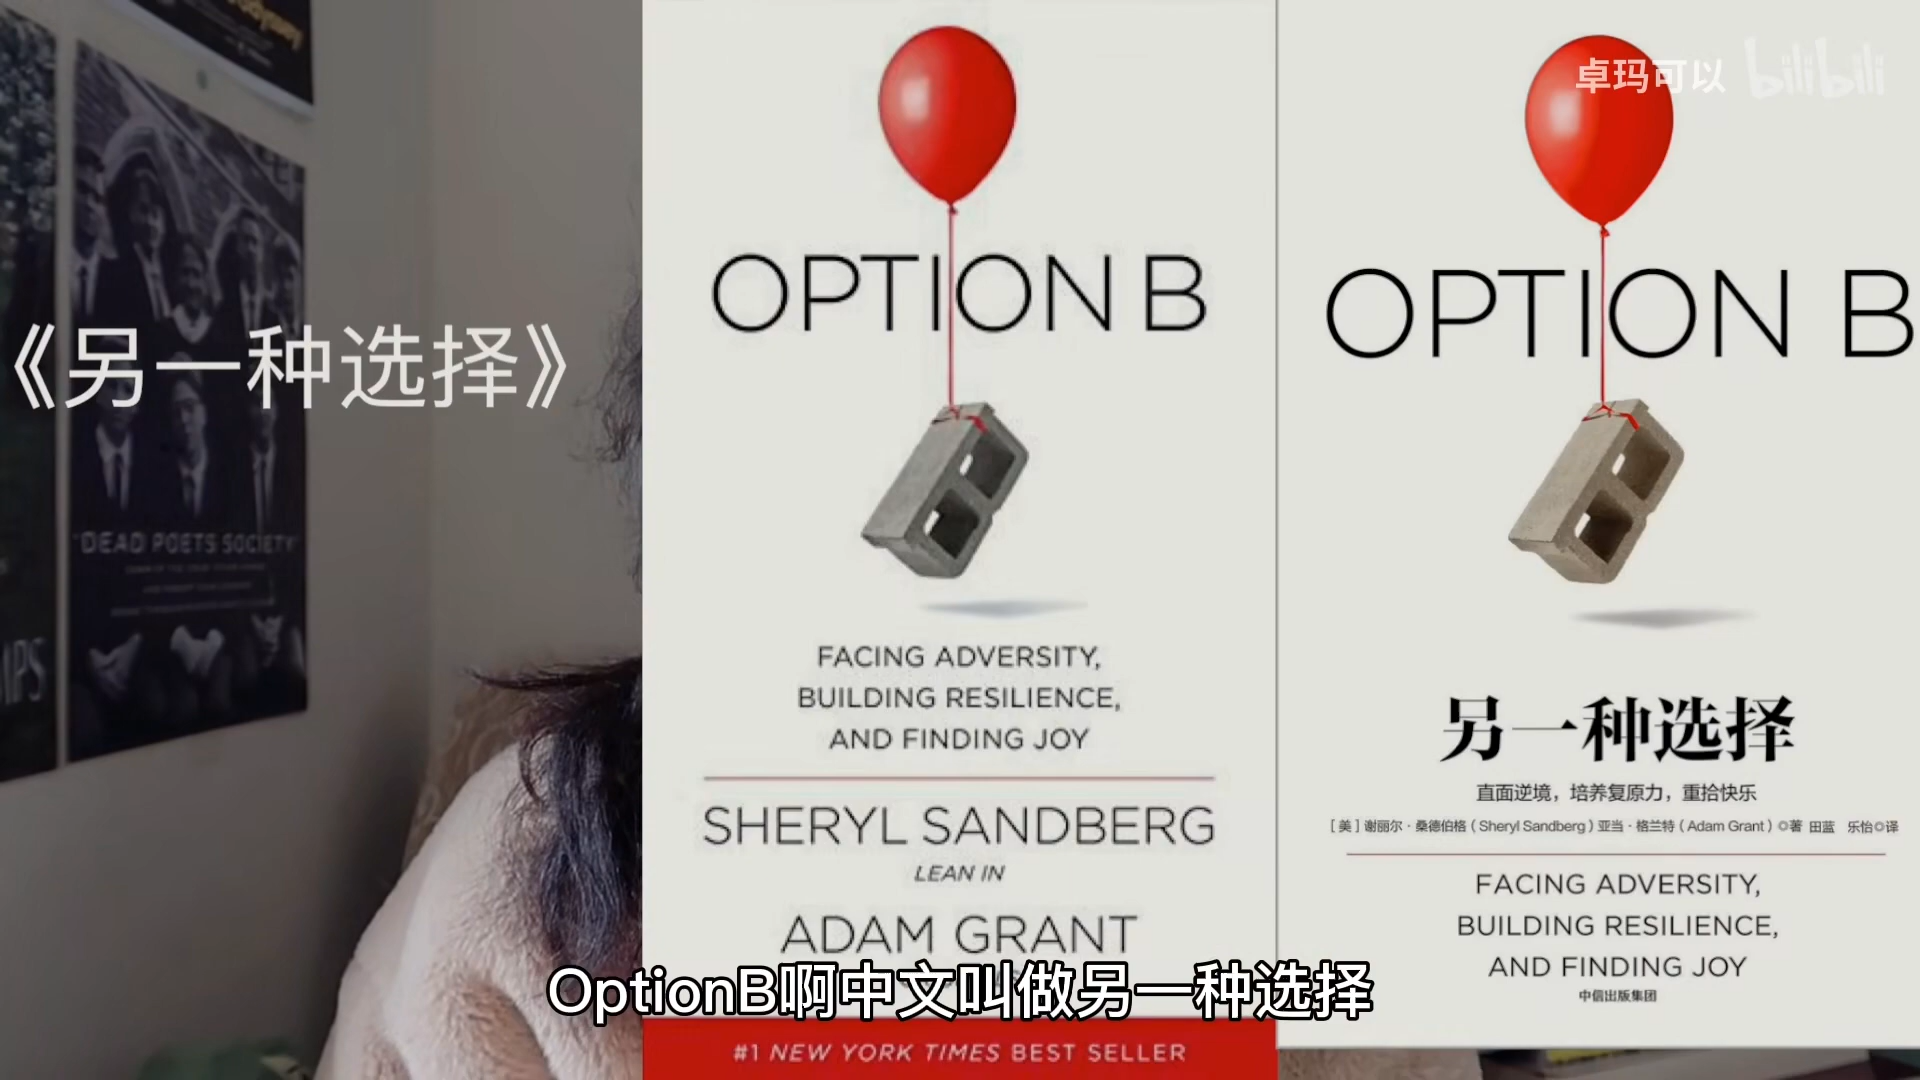 卓玛可以 bilibili
《另一种选择》
"DEAD POETS SOCIETY"
OPTION B
FACING ADVERSITY,
BUILDING RESILIENCE,
AND FINDING JOY
SHERYL SANDBERG
LEAN IN
ADAM GRANT
#1 NEW YORK TIMES BEST SELLER
OPTION B
另一种选择
直面逆境，培养复原力，重拾快乐
[美]谢丽尔·桑德伯格（Sheryl Sandberg）亚当·格兰特（Adam Grant）◎著 田蓝 乐怡◎译
FACING ADVERSITY,
BUILDING RESILIENCE,
AND FINDING JOY
中信出版集团
OptionB啊中文叫做另一种选择